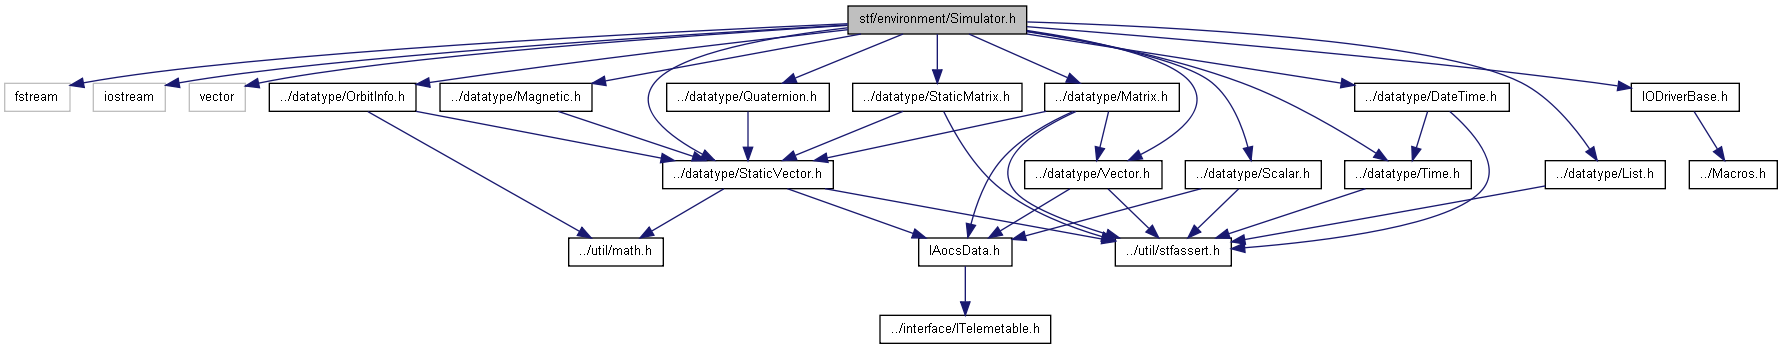 stf/environment/Simulator.h
fstream
iostream
vector
../datatype/OrbitInfo.h
../datatype/Magnetic.h
../datatype/Quaternion.h
../datatype/StaticMatrix.h
../datatype/Matrix.h
../datatype/DateTime.h
IODriverBase.h
../datatype/StaticVector.h
../datatype/Vector.h
../datatype/Scalar.h
../datatype/Time.h
../datatype/List.h
../Macros.h
../util/math.h
IAocsData.h
../util/stfassert.h
../interface/ITelemetable.h